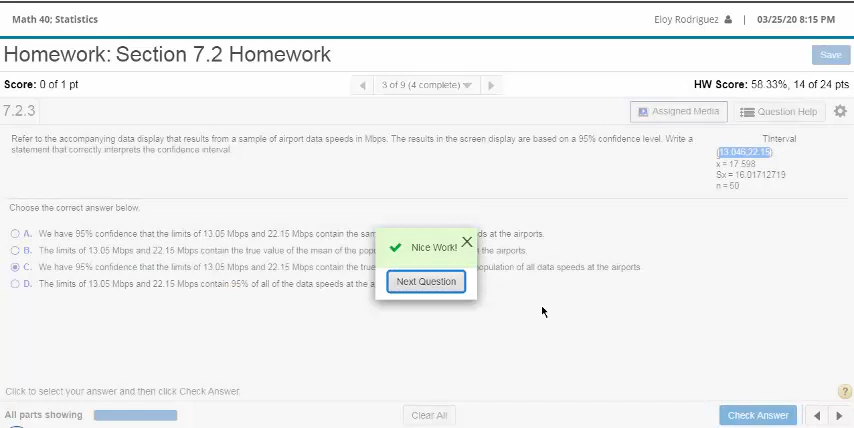 Math 40: Statistics
Eloy Rodriguez | 03/25/20 8:15 PM
Homework: Section 7.2 Homework
Save
Score: 0 of 1 pt
3 of 9 (4 complete)
HW Score: 58.33%, 14 of 24 pts
7.2.3
Assigned Media
Question Help
Refer to the accompanying data display that results from a sample of airport data speeds in Mbps. The results in the screen display are based on a 95% confidence level. Write a
statement that correctly interprets the confidence interval.
TInterval
(13.046,22.15)
x = 17.598
Sx = 16.01712719
n = 50
Choose the correct answer below.
A. We have 95% confidence that the limits of 13.05 Mbps and 22.15 Mbps contain the sam ds at the airports.
B. The limits of 13.05 Mbps and 22.15 Mbps contain the true value of the mean of the pop the airports.
C. We have 95% confidence that the limits of 13.05 Mbps and 22.15 Mbps contain the true opulation of all data speeds at the airports
D. The limits of 13.05 Mbps and 22.15 Mbps contain 95% of all of the data speeds at the a
Nice Work!
Next Question
Click to select your answer and then click Check Answer.
?
All parts showing
Clear All
Check Answer